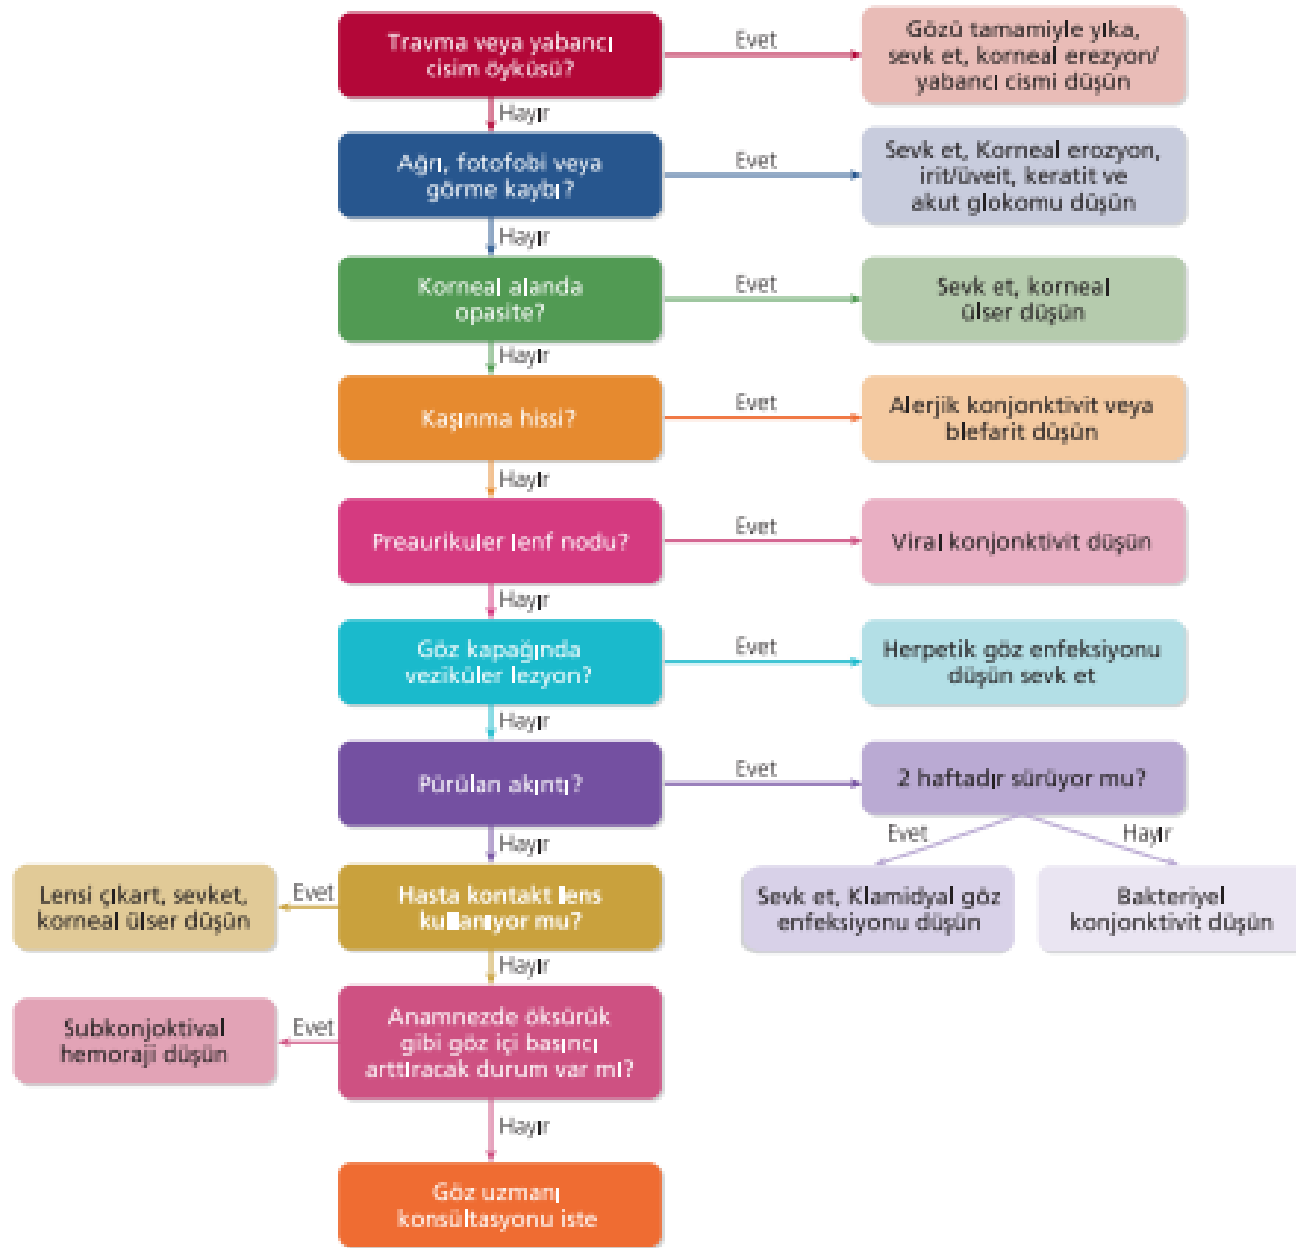 Travma veya yabancı
cisim öyküsü?
Evet
Gözü tamamiyle yıka,
sevk et, korneal erezyon/
yabancı cismi düşün
Hayır
Ağrı, fotofobi veya
görme kaybı?
Evet
Sevk et, Korneal erozyon,
irit/üveit, keratit ve
akut glokomu düşün
Hayır
Korneal alanda
opasite?
Evet
Sevk et, korneal
ülser düşün
Hayır
Kaşınma hissi?
Evet
Alerjik konjonktivit veya
blefarit düşün
Hayır
Preaurikuler lenf nodu?
Evet
Viral konjonktivit düşün
Hayır
Göz kapağında
veziküler lezyon?
Evet
Herpetik göz enfeksiyonu
düşün sevk et
Hayır
Pürülan akıntı?
Evet
2 haftadır sürüyor mu?
Evet
Hayır
Sevk et, Klamidyal göz
enfeksiyonu düşün
Bakteriyel
konjonktivit düşün
Hayır
Hasta kontakt lens
kullanıyor mu?
Evet
Lensi çıkart, sevket,
korneal ülser düşün
Hayır
Anamnezde öksürük
gibi göz içi basıncı
arttıracak durum var mı?
Evet
Subkonjoktival
hemoraji düşün
Hayır
Göz uzmanı
konsültasyonu iste